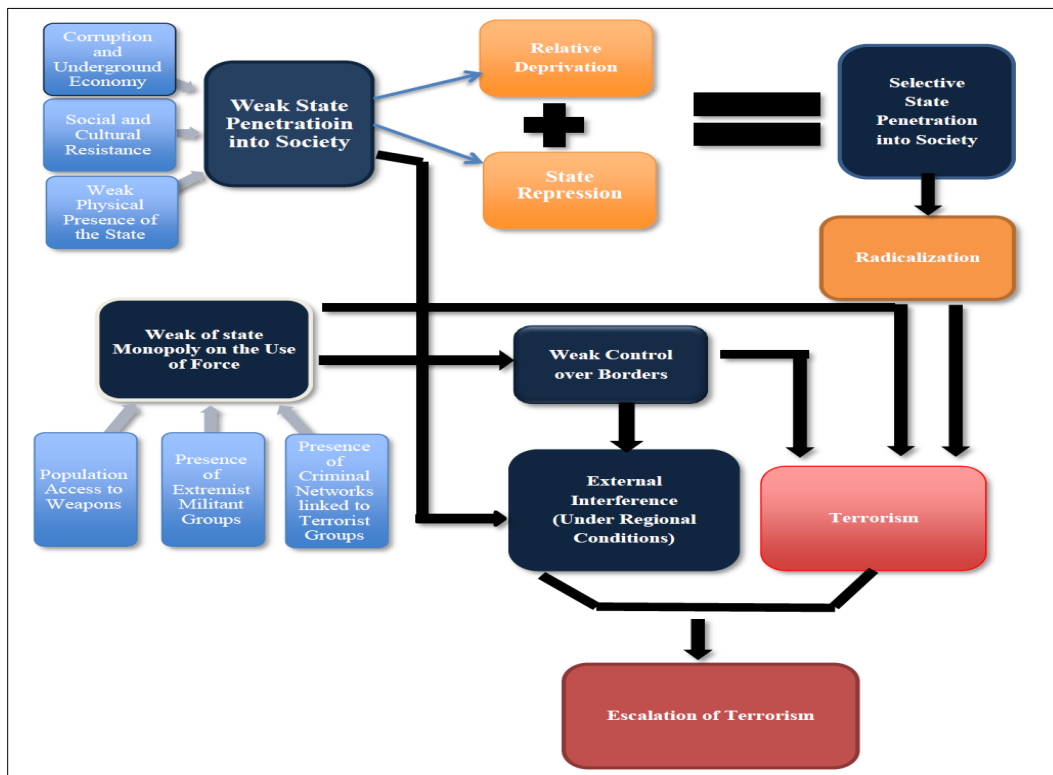 Corruption
and
Underground
Economy
Social and
Cultural
Resistance
Weak
Physical
Presence of
the State
Weak State
Penetratioin
into Society
Relative
Deprivation
State
Repression
Selective
State
Penetration
into Society
Radicalization
Weak of state
Monopoly on the Use
of Force
Weak Control
over Borders
Population
Access to
Weapons
Presence
of
Extremist
Militant
Groups
Presence
of
Criminal
Networks
linked to
Terrorist
Groups
External
Interference
(Under Regional
Conditions)
Terrorism
Escalation of Terrorism